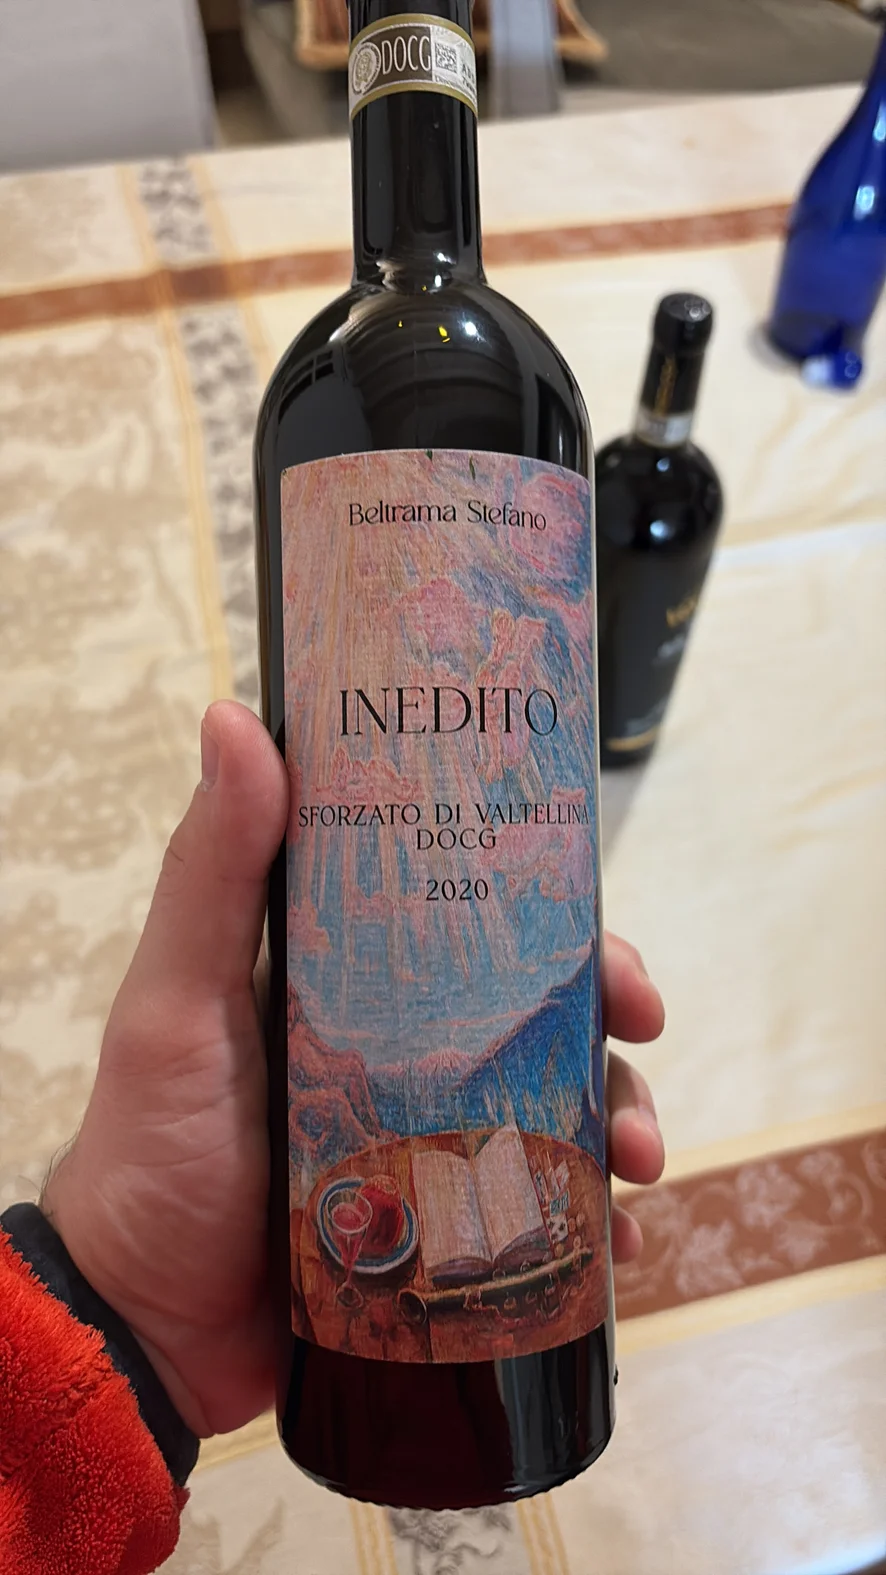 DOCG
Beltrama Stefano
INEDITO
SFORZATO DI VALTELLINA
DOCG
2020